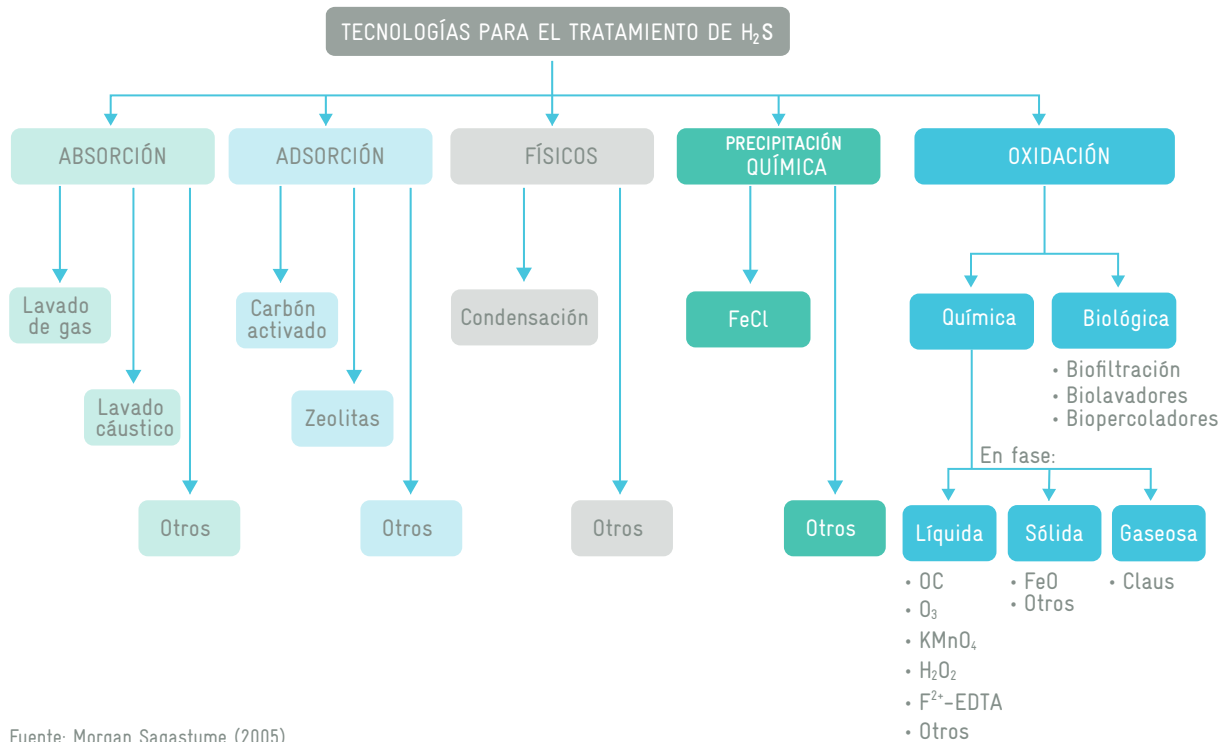 TECNOLOGÍAS PARA EL TRATAMIENTO DE H₂S
ABSORCIÓN
ADSORCIÓN
FÍSICOS
PRECIPITACIÓN
QUÍMICA
OXIDACIÓN
Lavado
de gas
Lavado
cáustico
Otros
Carbón
activado
Zeolitas
Otros
Condensación
Otros
FeCl
Otros
Química
Biológica
• Biofiltración
• Biolavadores
• Biopercoladores
En fase:
Líquida
• OC
• O₃
• KMnO₄
• H₂O₂
• F²⁺-EDTA
• Otros
Sólida
• FeO
• Otros
Gaseosa
• Claus
Fuente: Morgan Sagastume (2005)